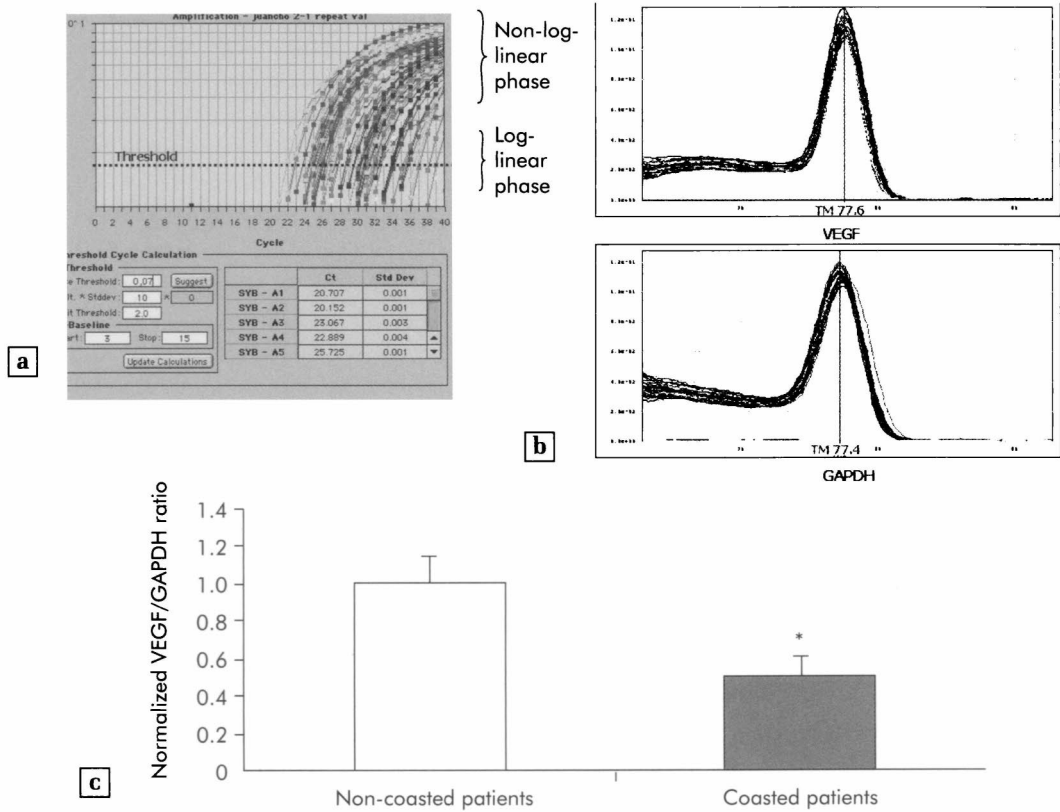 Amplification - juancho 2-1 repeat val
Non-log-
linear
phase
Log-
linear
phase
Threshold
0 2 4 6 8 10 12 14 16 18 20 22 24 26 28 30 32 34 36 38 40
Cycle
Threshold Cycle Calculation
Threshold
Threshold: 0.07 Suggest
* Stddev: 10 0
Threshold: 2.0
Baseline
3 Stop: 15
Update Calculations
Ct Std Dev
SYB - A1 20.707 0.001
SYB - A2 20.152 0.001
SYB - A3 23.067 0.003
SYB - A4 22.889 0.004
SYB - A5 25.725 0.001
a
TM 77.6
VEGF
TM 77.4
GAPDH
b
Normalized VEGF/GAPDH ratio
1.4
1.2
1.0
0.8
0.6
0.4
0.2
0
*
Non-coasted patients
Coasted patients
c